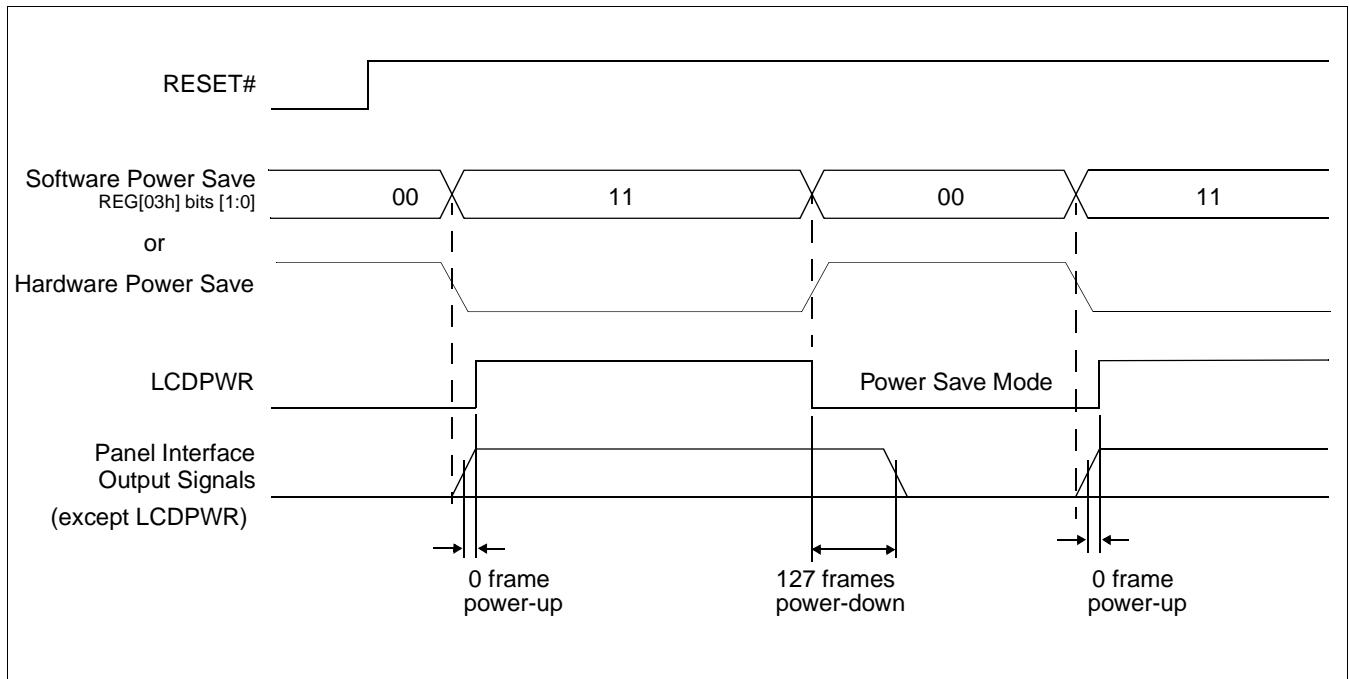 RESET#
Software Power Save
REG[03h] bits [1:0]
00
11
00
11
or
Hardware Power Save
LCDPWR
Power Save Mode
Panel Interface
Output Signals
(except LCDPWR)
0 frame
power-up
127 frames
power-down
0 frame
power-up